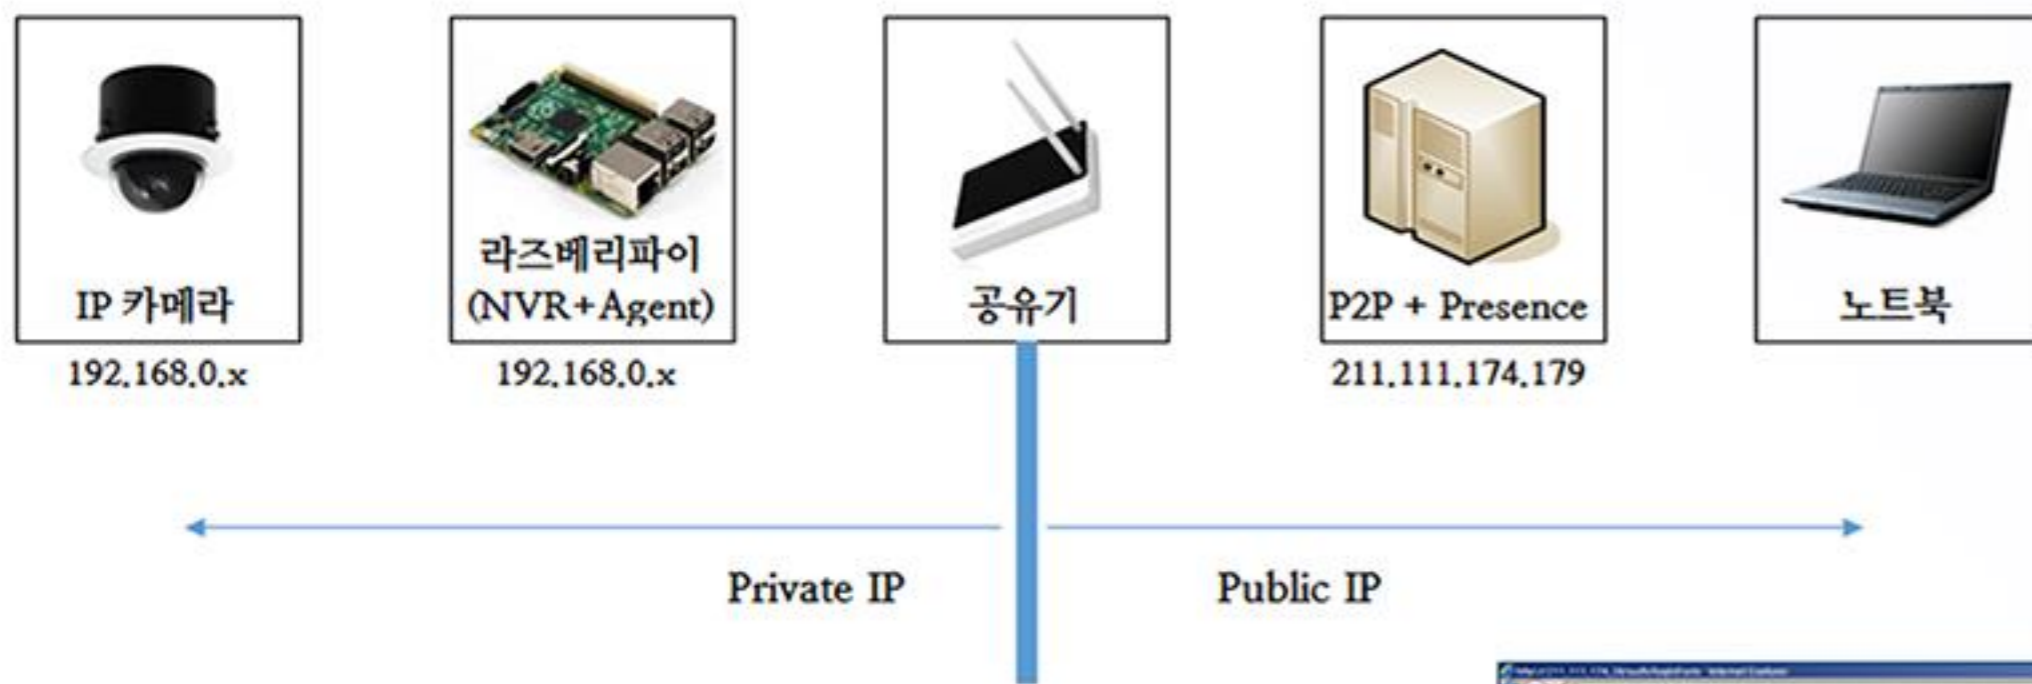 IP 카메라
192.168.0.x
라즈베리파이
(NVR+Agent)
192.168.0.x
공유기
P2P + Presence
211.111.174.179
노트북
Private IP
Public IP